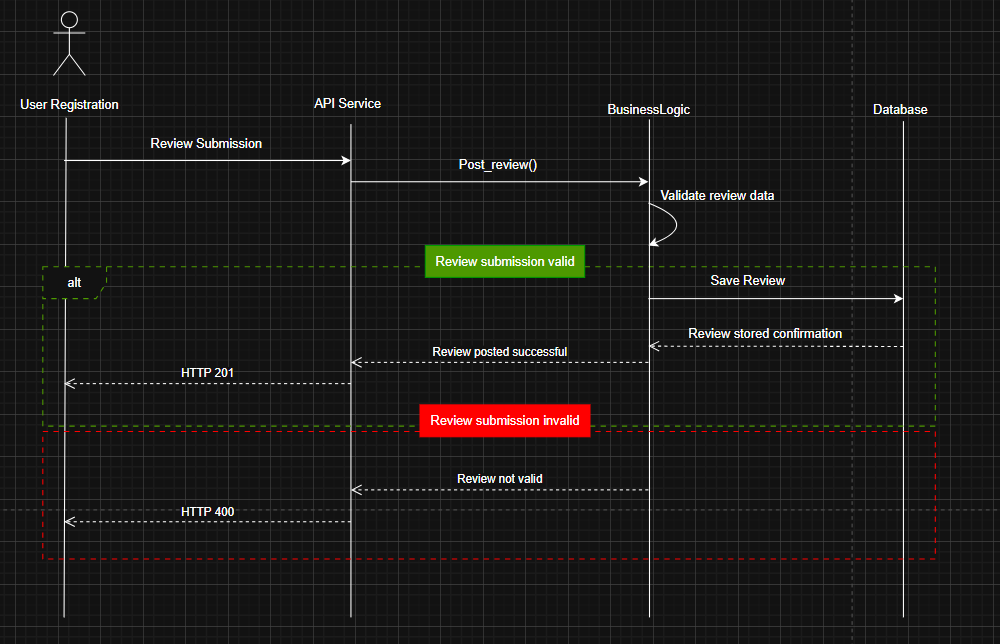 User Registration
API Service
BusinessLogic
Database
Review Submission
Post_review()
Validate review data
Review submission valid
alt
Save Review
Review stored confirmation
Review posted successful
HTTP 201
Review submission invalid
Review not valid
HTTP 400